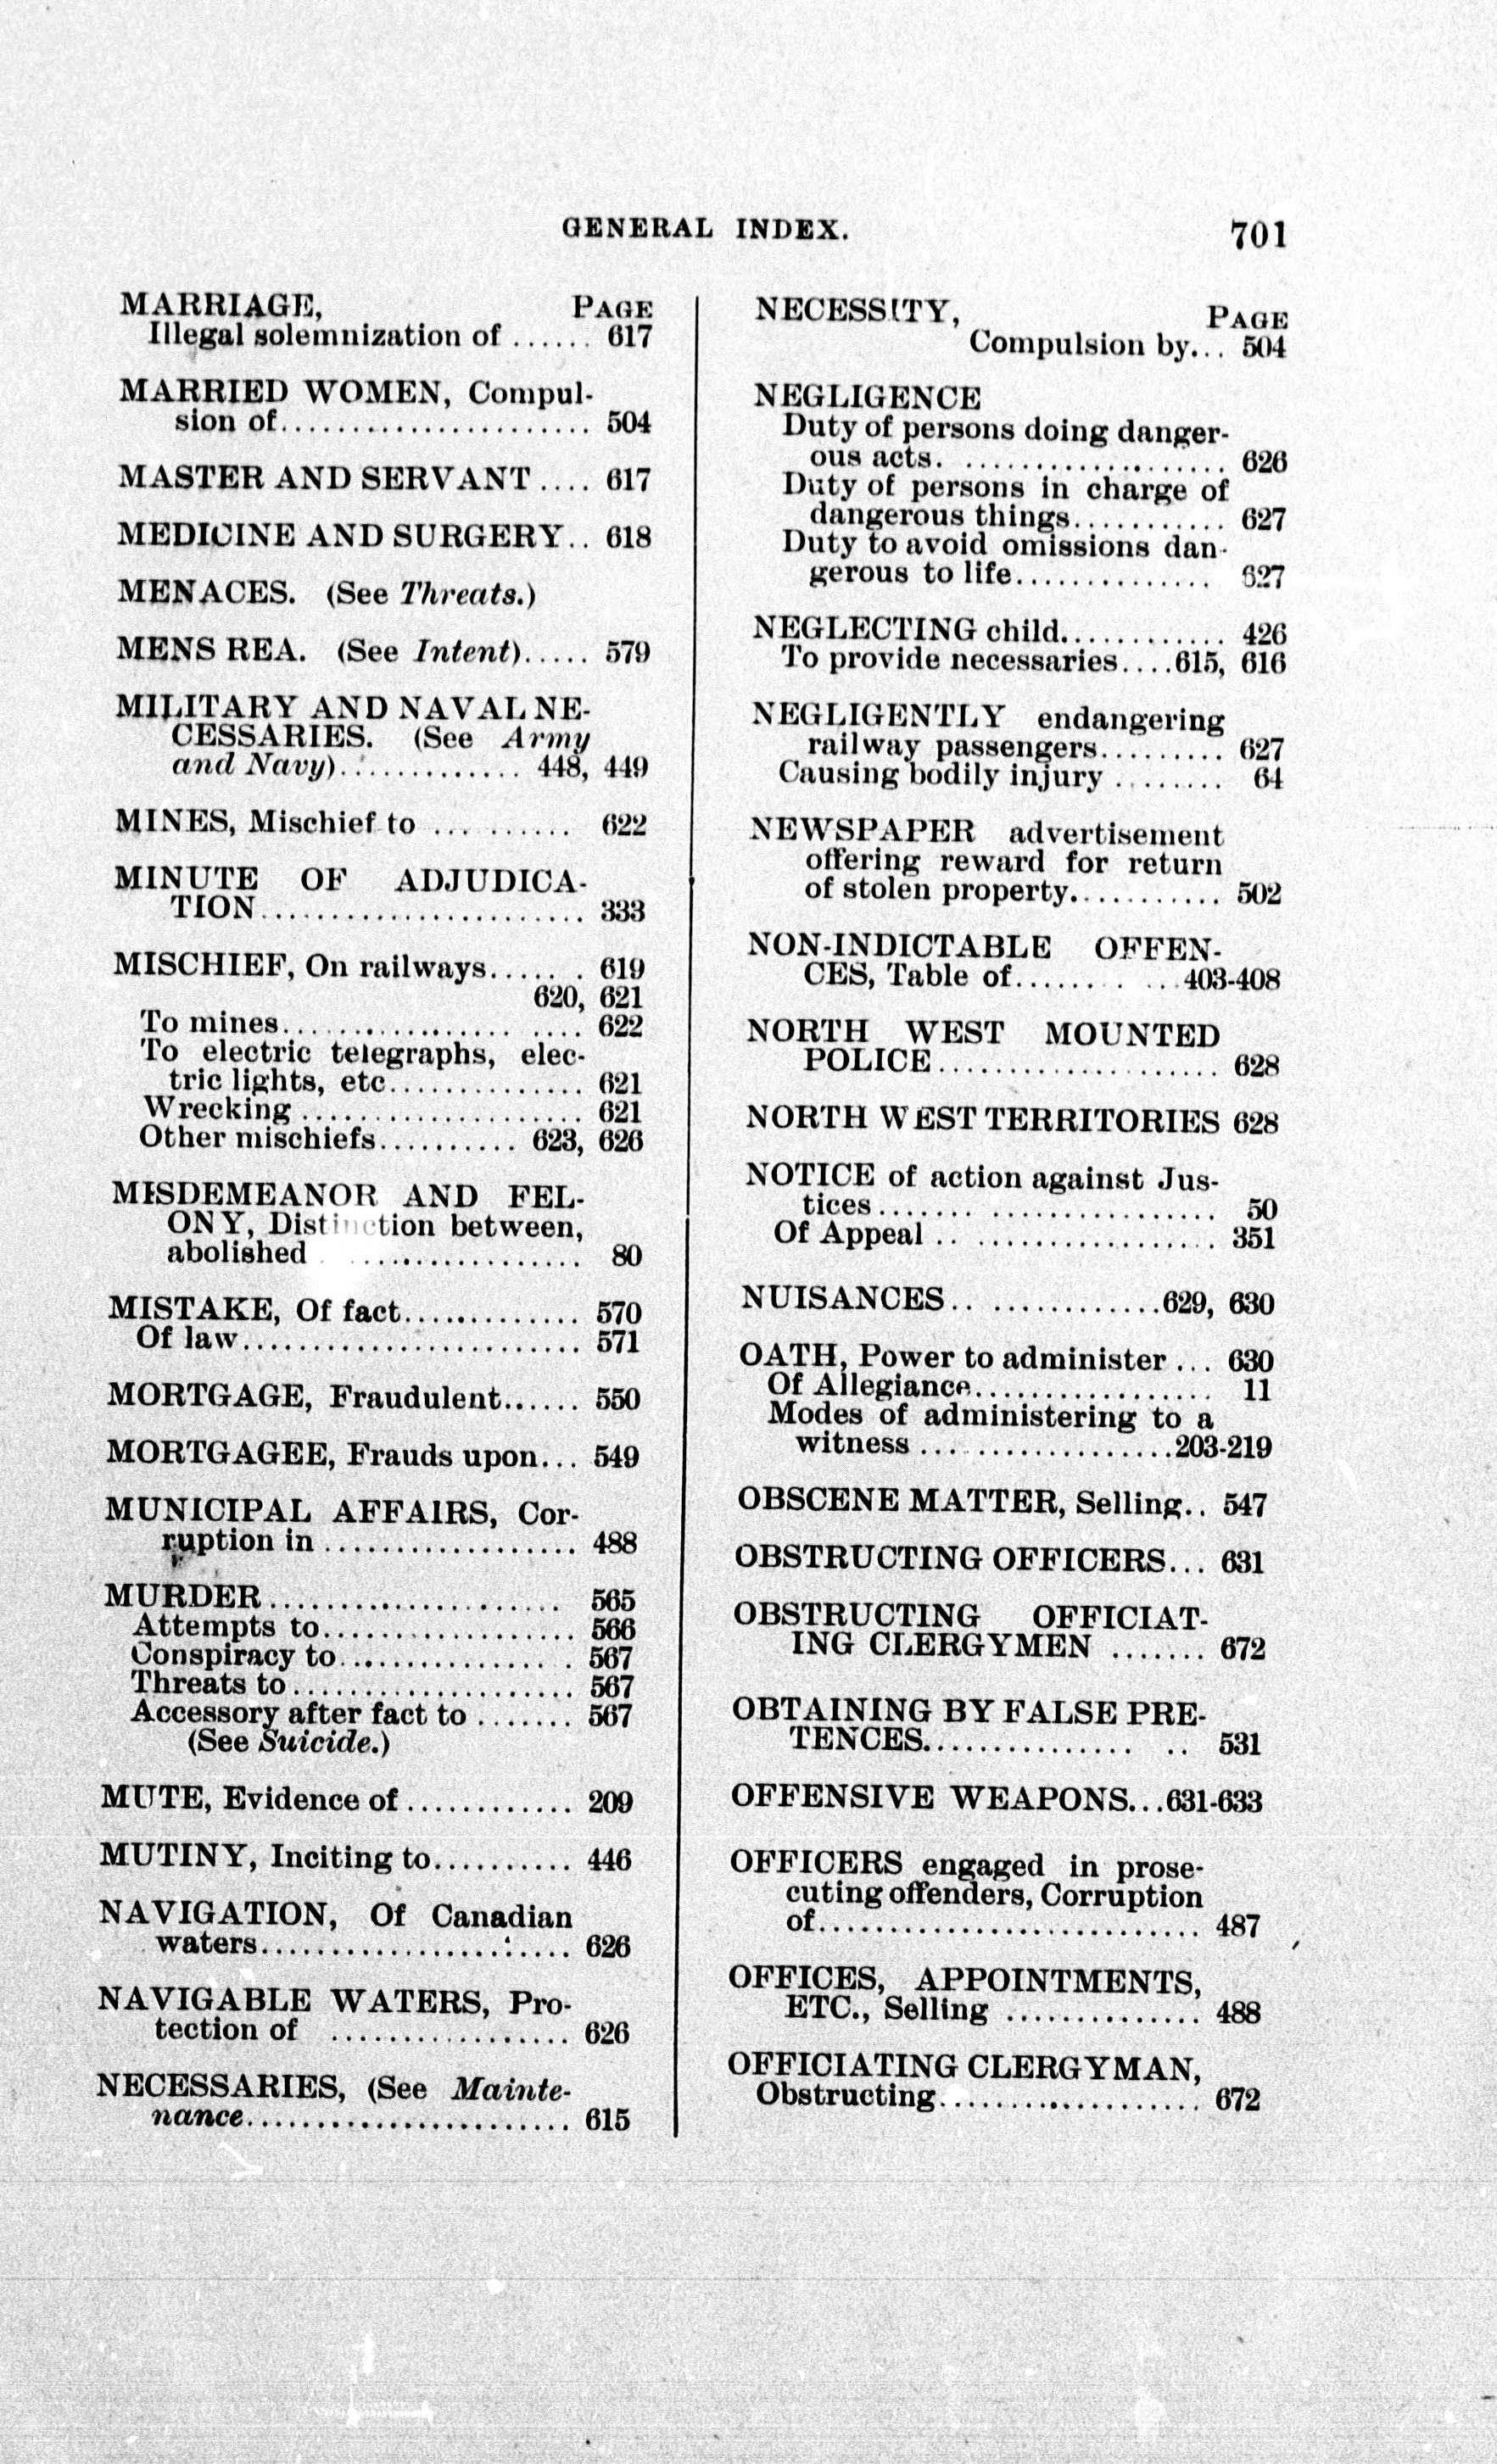 GENERAL INDEX.
701
MARRIAGE, PAGE
Illegal solemnization of ...... 617
MARRIED WOMEN, Compul-
sion of...................... 504
MASTER AND SERVANT .... 617
MEDICINE AND SURGERY.. 618
MENACES. (See Threats.)
MENS REA. (See Intent)..... 579
MILITARY AND NAVAL NE-
CESSARIES. (See Army
and Navy)............. 448, 449
MINES, Mischief to .......... 622
MINUTE OF ADJUDICA-
TION....................... 333
MISCHIEF, On railways....... 619
620, 621
To mines..................... 622
To electric telegraphs, elec-
tric lights, etc.............. 621
Wrecking .................... 621
Other mischiefs.......... 623, 626
MISDEMEANOR AND FEL-
ONY, Distinction between,
abolished ................ 80
MISTAKE, Of fact............. 570
Of law........................ 571
MORTGAGE, Fraudulent...... 550
MORTGAGEE, Frauds upon... 549
MUNICIPAL AFFAIRS, Cor-
ruption in .................. 488
MURDER..................... 565
Attempts to.................. 566
Conspiracy to................. 567
Threats to.................... 567
Accessory after fact to ....... 567
(See Suicide.)
MUTE, Evidence of ............ 209
MUTINY, Inciting to.......... 446
NAVIGATION, Of Canadian
waters...................... 626
NAVIGABLE WATERS, Pro-
tection of ................. 626
NECESSARIES, (See Mainte-
nance....................... 615
NECESSITY, PAGE
Compulsion by... 504
NEGLIGENCE
Duty of persons doing danger-
ous acts. ................... 626
Duty of persons in charge of
dangerous things........... 627
Duty to avoid omissions dan-
gerous to life.............. 627
NEGLECTING child............ 426
To provide necessaries....615, 616
NEGLIGENTLY endangering
railway passengers......... 627
Causing bodily injury ........ 64
NEWSPAPER advertisement
offering reward for return
of stolen property........... 502
NON-INDICTABLE OFFEN-
CES, Table of........ ...403-408
NORTH WEST MOUNTED
POLICE.................... 628
NORTH WEST TERRITORIES 628
NOTICE of action against Jus-
tices ....... ................ 50
Of Appeal .. ................. 351
NUISANCES.. .............629, 630
OATH, Power to administer ... 630
Of Allegiance................. 11
Modes of administering to a
witness ..................203-219
OBSCENE MATTER, Selling.. 547
OBSTRUCTING OFFICERS... 631
OBSTRUCTING OFFICIAT-
ING CLERGYMEN ....... 672
OBTAINING BY FALSE PRE-
TENCES............... .. 531
OFFENSIVE WEAPONS...631-633
OFFICERS engaged in prose-
cuting offenders, Corruption
of........................... 487
OFFICES, APPOINTMENTS,
ETC., Selling .............. 488
OFFICIATING CLERGYMAN,
Obstructing................... 672